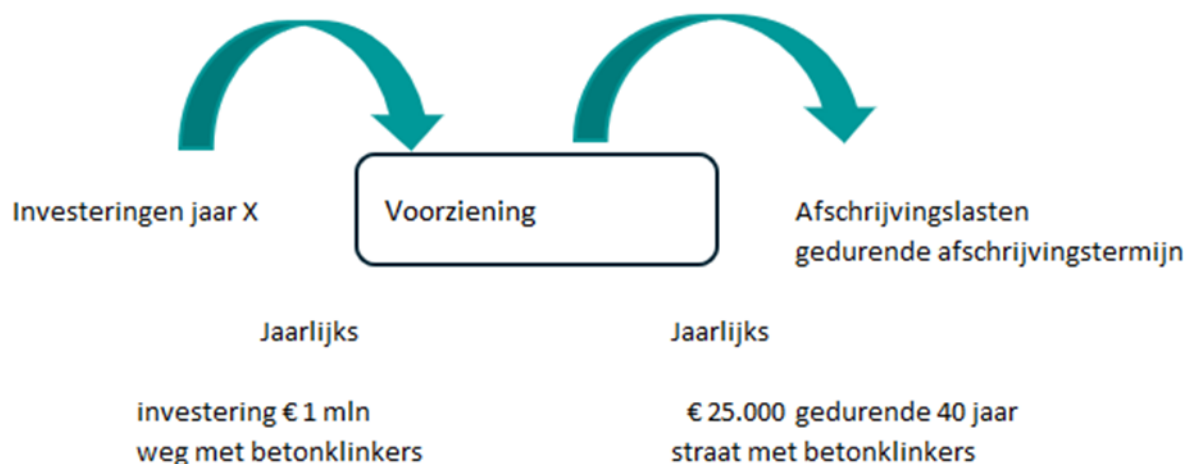 Investeringen jaar X
Voorziening
Afschrijvingslasten
gedurende afschrijvingstermijn
Jaarlijks
Jaarlijks
investering € 1 mln
weg met betonklinkers
€ 25.000 gedurende 40 jaar
straat met betonklinkers